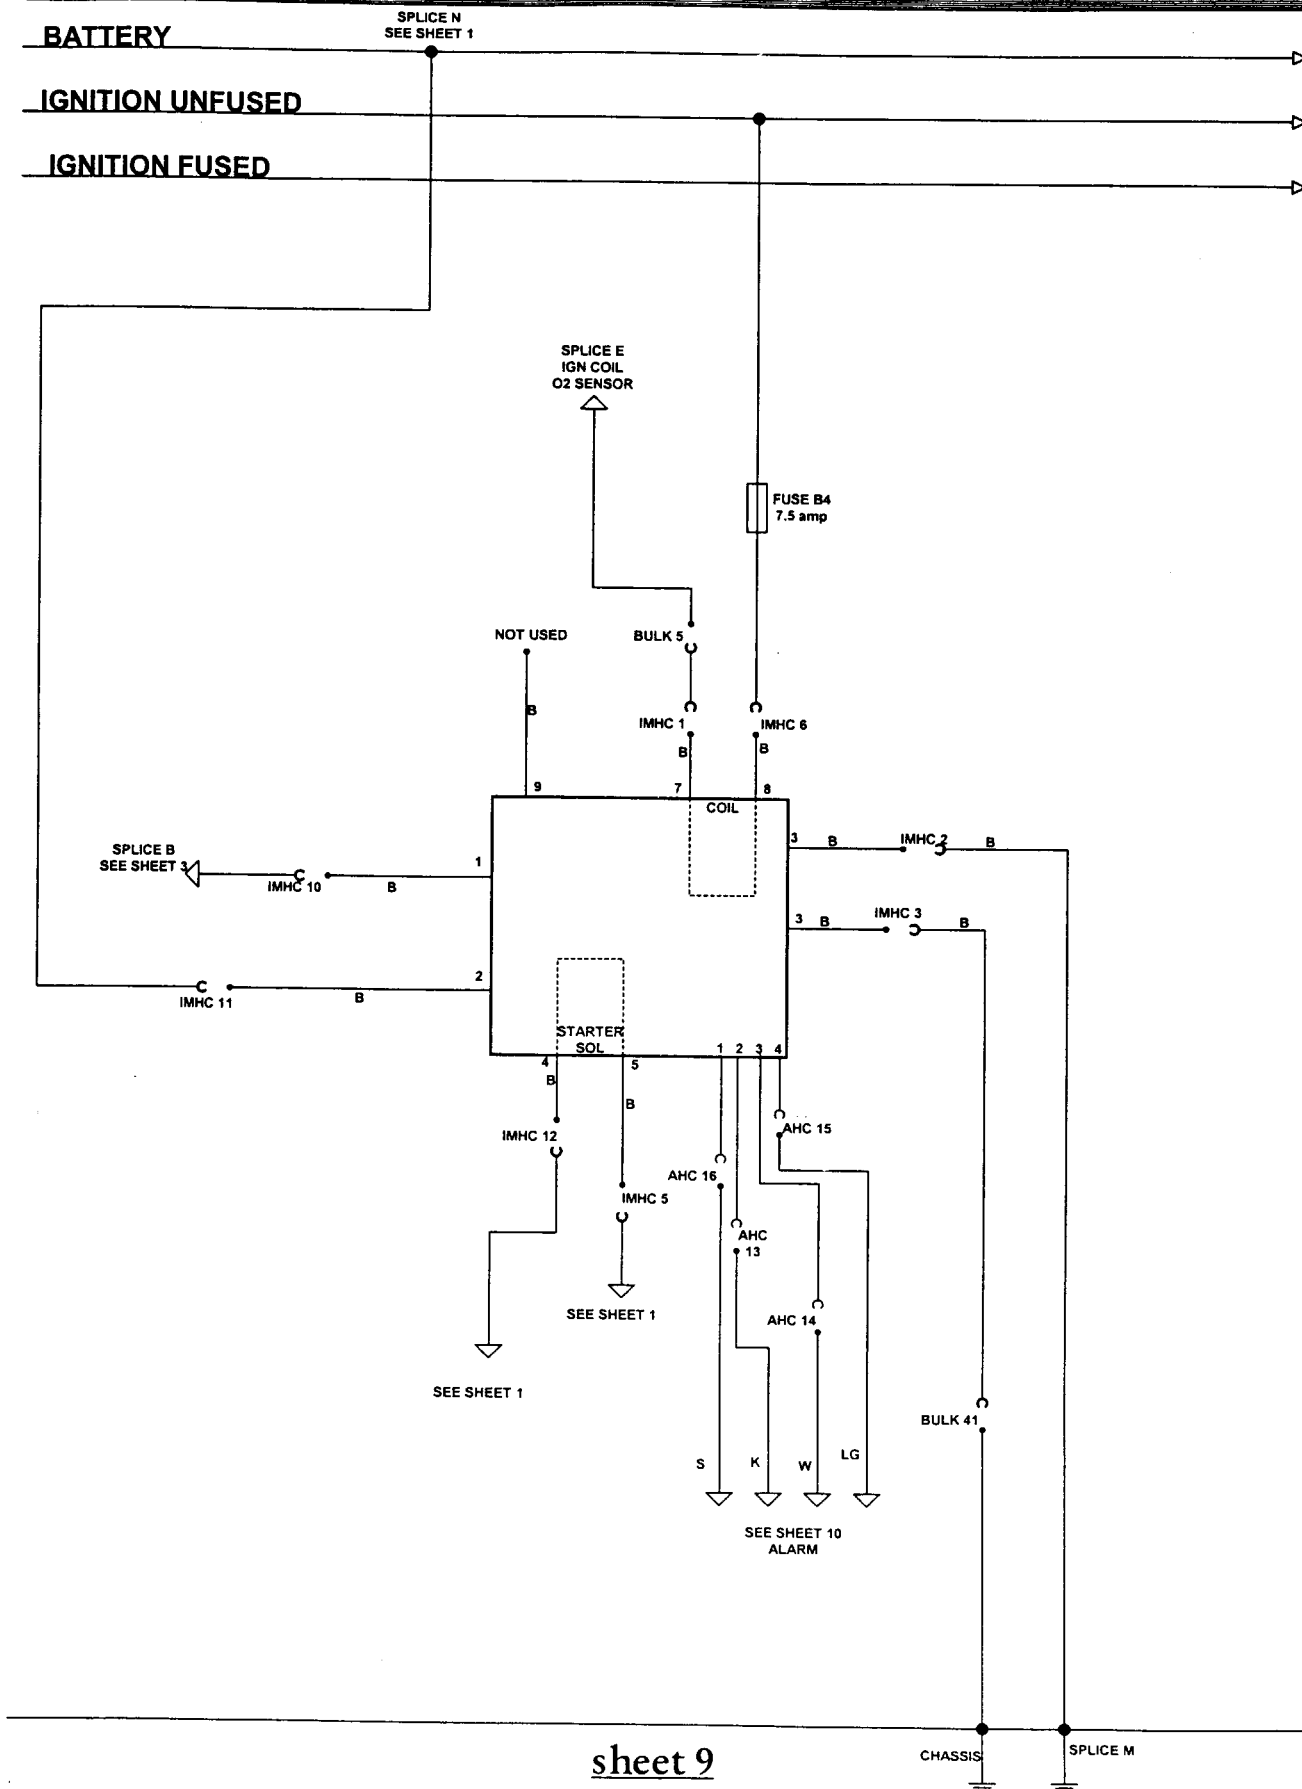 SPLICE N
SEE SHEET 1
BATTERY
IGNITION UNFUSED
IGNITION FUSED
SPLICE E
IGN COIL
O2 SENSOR
FUSE B4
7.5 amp
NOT USED
BULK 5
B
IMHC 1
IMHC 6
B
B
9
7
8
COIL
3
B
IMHC 2
B
SPLICE B
SEE SHEET 3
1
IMHC 10
B
3
B
IMHC 3
B
2
IMHC 11
B
STARTER
SOL
1
2
3
4
4
5
B
B
IMHC 12
AHC 15
AHC 16
IMHC 5
AHC
13
SEE SHEET 1
AHC 14
SEE SHEET 1
BULK 41
S
K
W
LG
SEE SHEET 10
ALARM
CHASSIS
SPLICE M
sheet 9